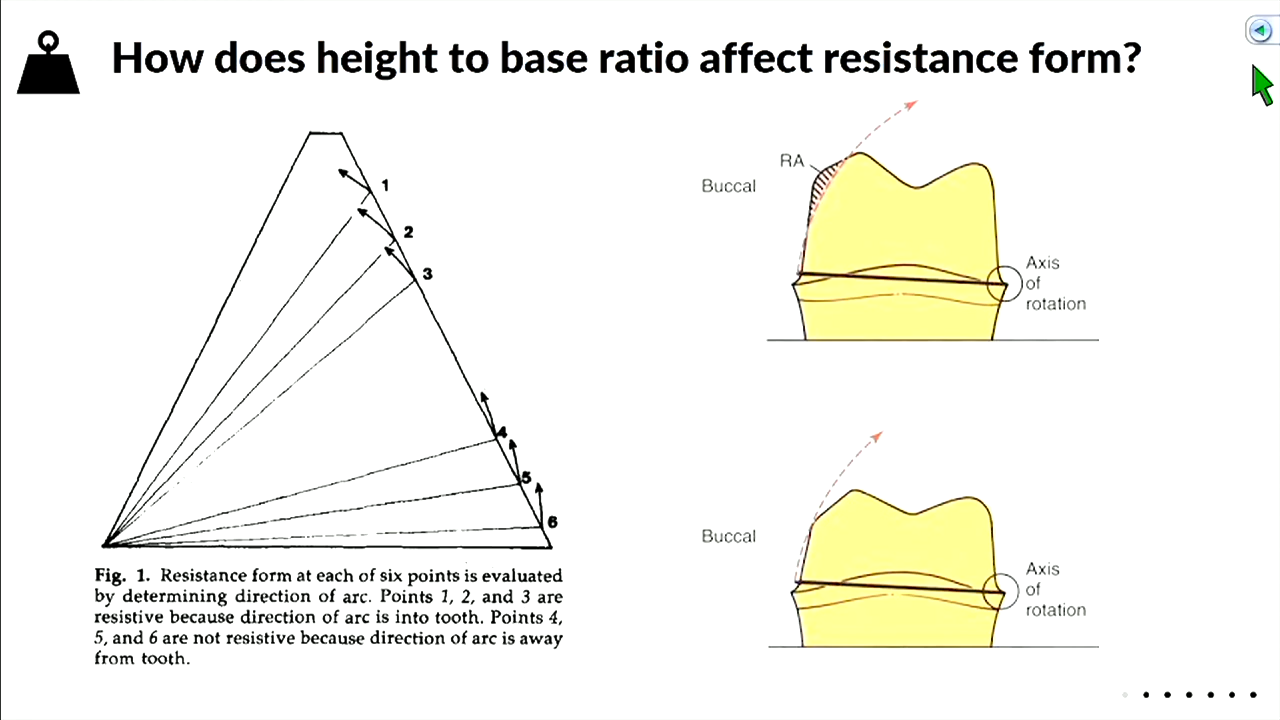 How does height to base ratio affect resistance form?
1
2
3
4
5
6
Fig. 1. Resistance form at each of six points is evaluated
by determining direction of arc. Points 1, 2, and 3 are
resistive because direction of arc is into tooth. Points 4,
5, and 6 are not resistive because direction of arc is away
from tooth.
RA
Buccal
Axis
of
rotation
Buccal
Axis
of
rotation